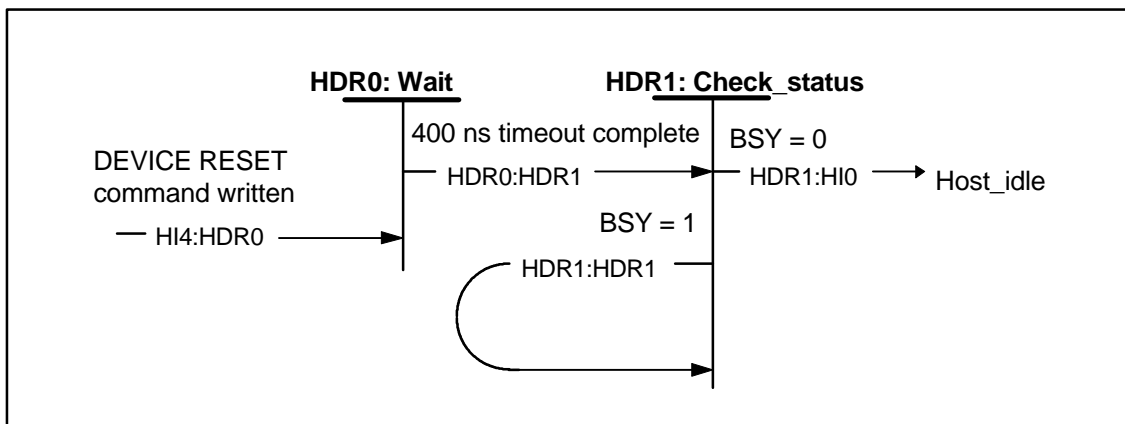 HDR0: Wait
HDR1: Check_status
400 ns timeout complete
BSY = 0
DEVICE RESET
command written
HDR0:HDR1
HDR1:HI0
Host_idle
BSY = 1
HI4:HDR0
HDR1:HDR1